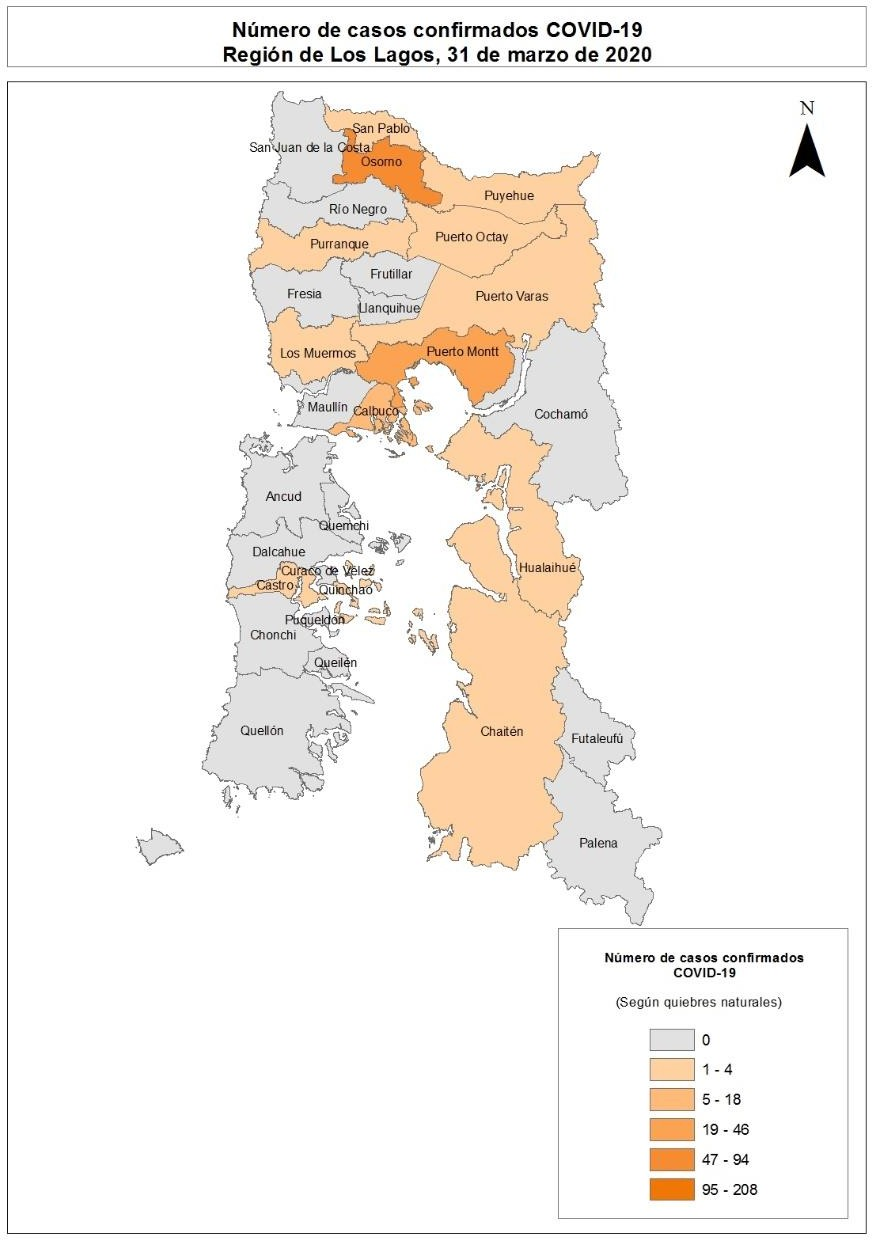 Número de casos confirmados COVID-19
Región de Los Lagos, 31 de marzo de 2020
N
San Pablo
San Juan de la Costa
Osorno
Puyehue
Río Negro
Puerto Octay
Purranque
Frutillar
Fresia
Puerto Varas
Llanquihue
Los Muermos
Puerto Montt
Maullín
Calbuco
Cochamó
Ancud
Quemchi
Dalcahue
Curaco de Vélez
Hualaihué
Castro
Quinchao
Puqueldón
Chonchi
Queilén
Quellón
Chaitén
Futaleufú
Palena
Número de casos confirmados
COVID-19
(Según quiebres naturales)
0
1 - 4
5 - 18
19 - 46
47 - 94
95 - 208